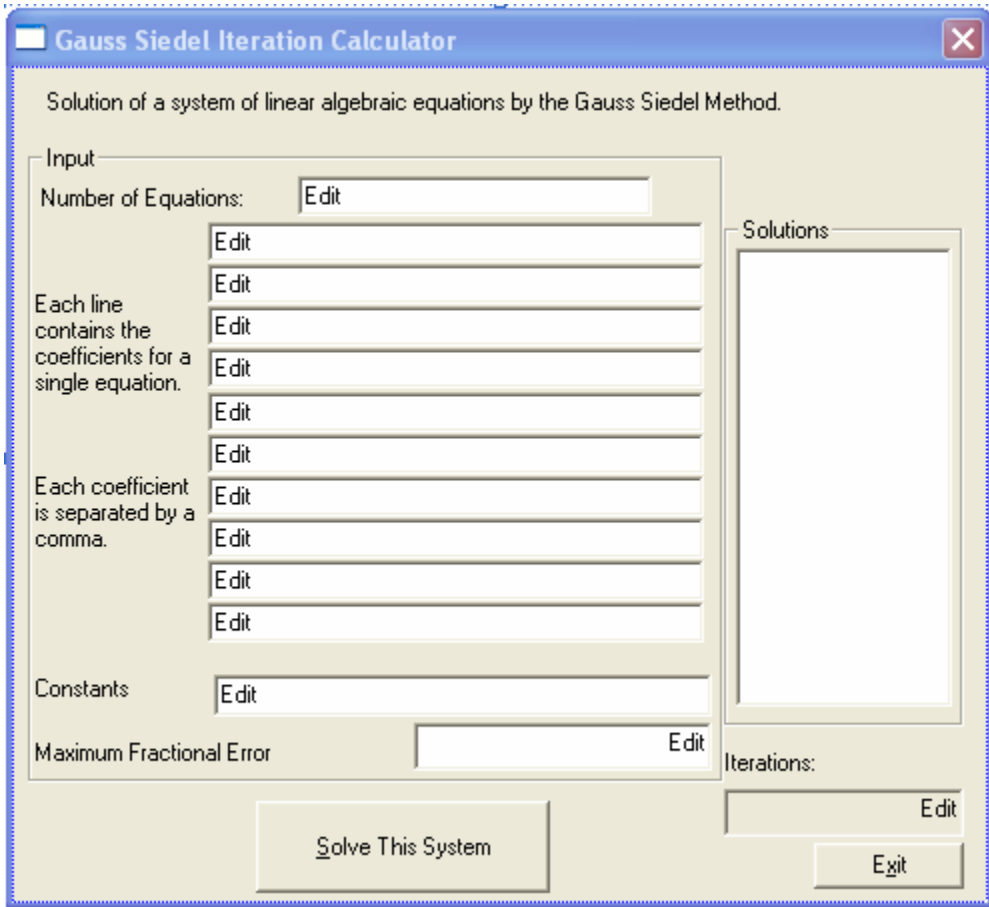 Gauss Siedel Iteration Calculator
Solution of a system of linear algebraic equations by the Gauss Siedel Method.
Input
Number of Equations:
Edit
Edit
Edit
Edit
Edit
Edit
Edit
Edit
Edit
Edit
Edit
Each line
contains the
coefficients for a
single equation.
Each coefficient
is separated by a
comma.
Constants
Edit
Maximum Fractional Error
Edit
Solve This System
Solutions
Iterations:
Edit
Exit